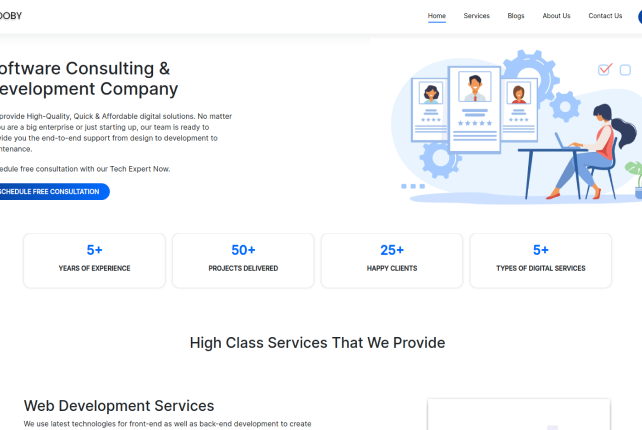 OOBY
Home Services Blogs About Us Contact Us
oftware Consulting &
evelopment Company
provide High-Quality, Quick & Affordable digital solutions. No matter
ou are a big enterprise or just starting up, our team is ready to
vide you the end-to-end support from design to development to
ntenance.
edule free consultation with our Tech Expert Now.
SCHEDULE FREE CONSULTATION
5+ 50+ 25+ 5+
YEARS OF EXPERIENCE PROJECTS DELIVERED HAPPY CLIENTS TYPES OF DIGITAL SERVICES
High Class Services That We Provide
Web Development Services
We use latest technologies for front-end as well as back-end development to create